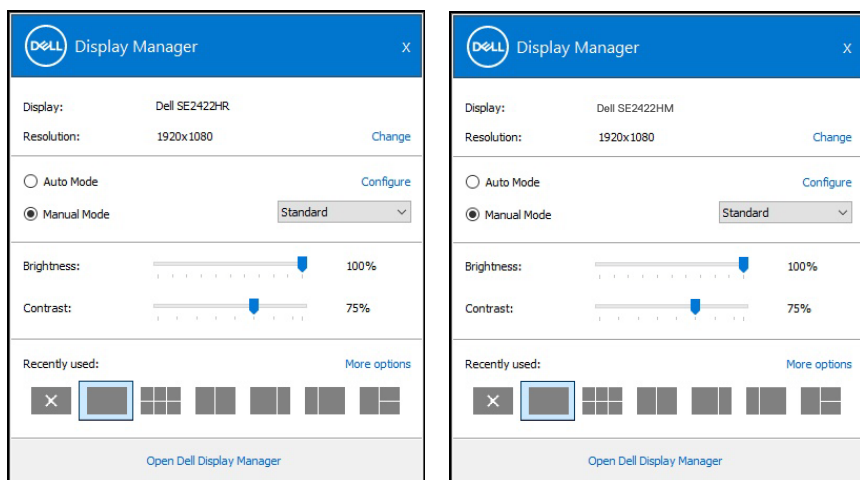 DELL Display Manager X
Display: Dell SE2422HR
Resolution: 1920x1080 Change
Auto Mode Configure
Manual Mode Standard
Brightness: 100%
Contrast: 75%
Recently used: More options
Open Dell Display Manager
DELL Display Manager X
Display: Dell SE2422HM
Resolution: 1920x1080 Change
Auto Mode Configure
Manual Mode Standard
Brightness: 100%
Contrast: 75%
Recently used: More options
Open Dell Display Manager